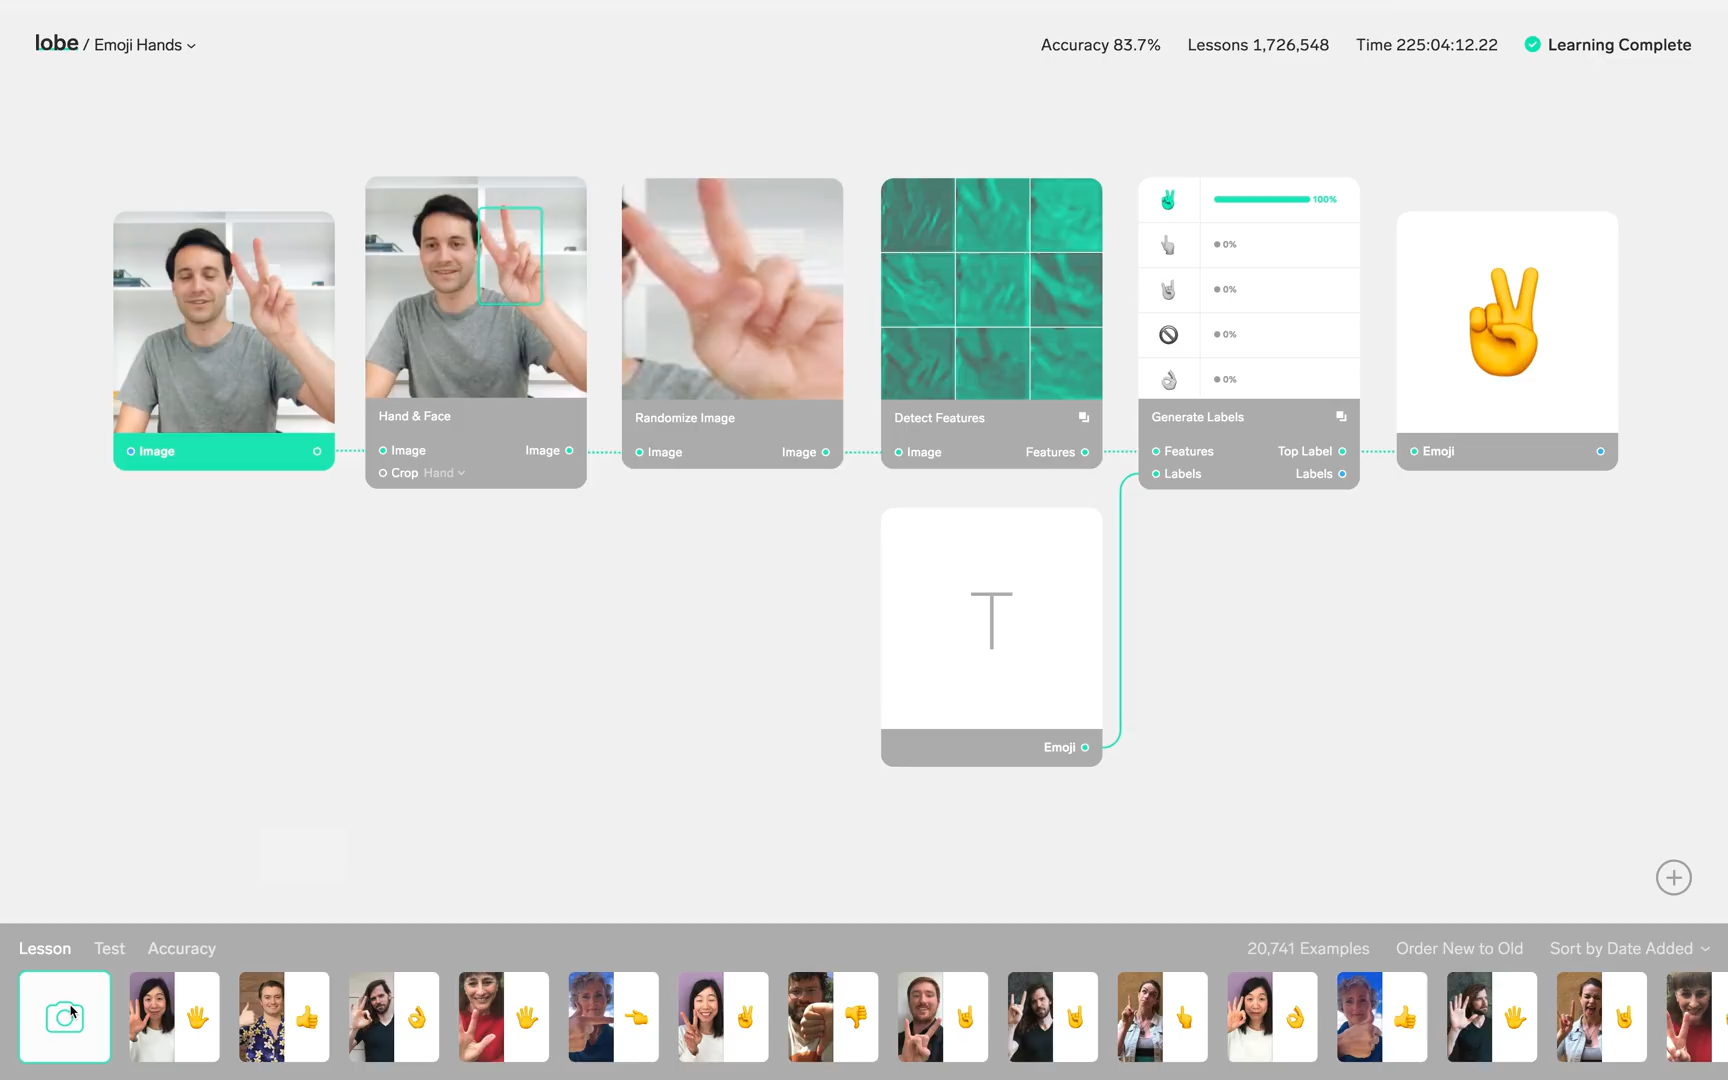 lobe / Emoji Hands
Accuracy 83.7% Lessons 1,726,548 Time 225:04:12.22 Learning Complete
100%
0%
0%
0%
0%
Image
Hand & Face
Image Image
Crop Hand
Randomize Image
Image Image
Detect Features
Image Features
Generate Labels
Features Top Label
Labels Labels
Emoji
T
Emoji
Lesson Test Accuracy
20,741 Examples Order New to Old Sort by Date Added